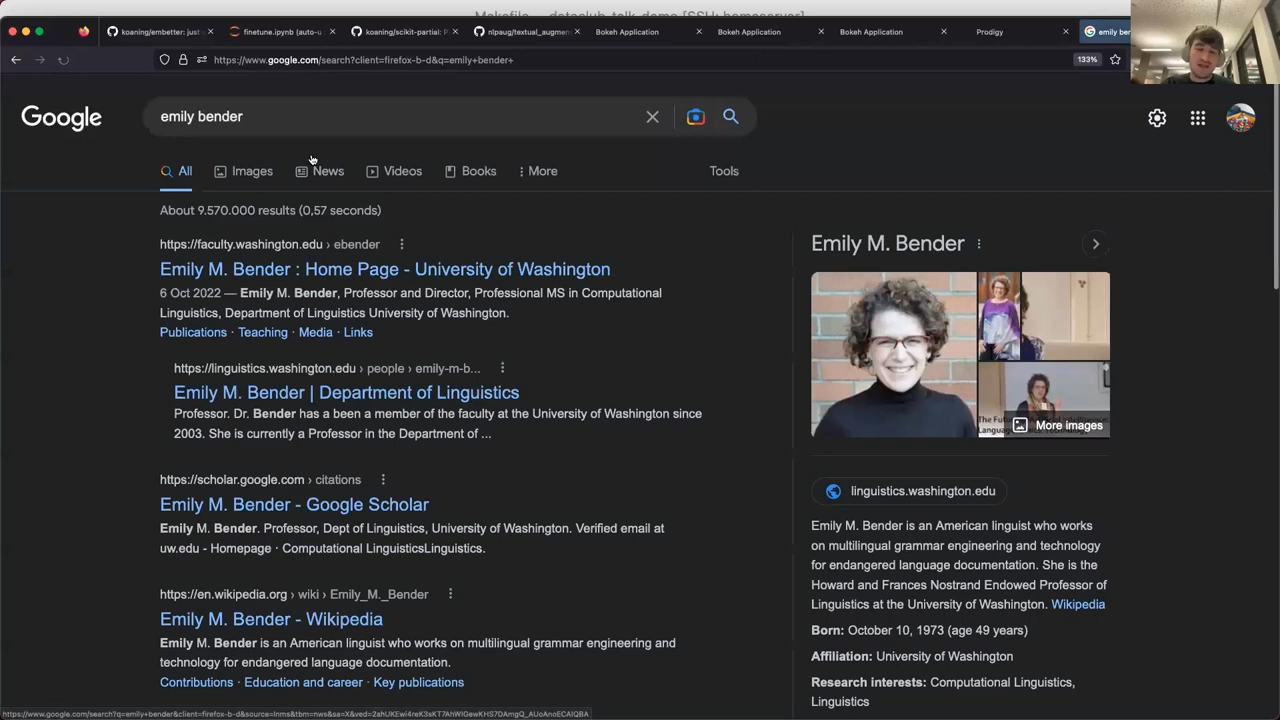 Makefile — dataclub_talk_demo [SSH: homeserver]
koaning/embetter: just
finetune.ipynb (auto-u
koaning/scikit-partial: P
nlpaug/textual_augmen
Bokeh Application
Bokeh Application
Bokeh Application
Prodigy
emily ben
https://www.google.com/search?client=firefox-b-d&q=emily+bender+
133%
Google
emily bender
All
Images
News
Videos
Books
More
Tools
About 9.570.000 results (0,57 seconds)
https://faculty.washington.edu › ebender
Emily M. Bender : Home Page - University of Washington
6 Oct 2022 — Emily M. Bender, Professor and Director, Professional MS in Computational
Linguistics, Department of Linguistics University of Washington.
Publications · Teaching · Media · Links
https://linguistics.washington.edu › people › emily-m-b...
Emily M. Bender | Department of Linguistics
Professor. Dr. Bender has a been a member of the faculty at the University of Washington since
2003. She is currently a Professor in the Department of ...
https://scholar.google.com › citations
Emily M. Bender - Google Scholar
Emily M. Bender. Professor, Dept of Linguistics, University of Washington. Verified email at
uw.edu - Homepage · Computational LinguisticsLinguistics.
https://en.wikipedia.org › wiki › Emily_M._Bender
Emily M. Bender - Wikipedia
Emily M. Bender is an American linguist who works on multilingual grammar engineering and
technology for endangered language documentation.
Contributions · Education and career · Key publications
Emily M. Bender
More images
linguistics.washington.edu
Emily M. Bender is an American linguist who works
on multilingual grammar engineering and technology
for endangered language documentation. She is the
Howard and Frances Nostrand Endowed Professor of
Linguistics at the University of Washington. Wikipedia
Born: October 10, 1973 (age 49 years)
Affiliation: University of Washington
Research interests: Computational Linguistics,
Linguistics